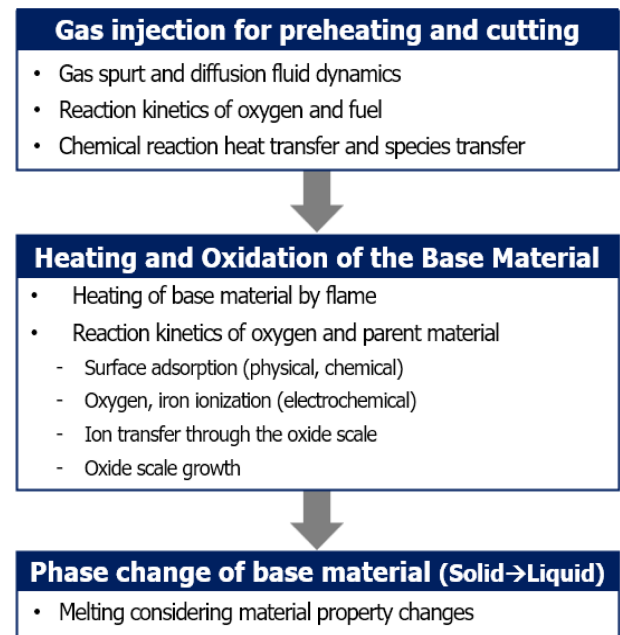 Gas injection for preheating and cutting
• Gas spurt and diffusion fluid dynamics
• Reaction kinetics of oxygen and fuel
• Chemical reaction heat transfer and species transfer
Heating and Oxidation of the Base Material
• Heating of base material by flame
• Reaction kinetics of oxygen and parent material
- Surface adsorption (physical, chemical)
- Oxygen, iron ionization (electrochemical)
- Ion transfer through the oxide scale
- Oxide scale growth
Phase change of base material (Solid→Liquid)
• Melting considering material property changes